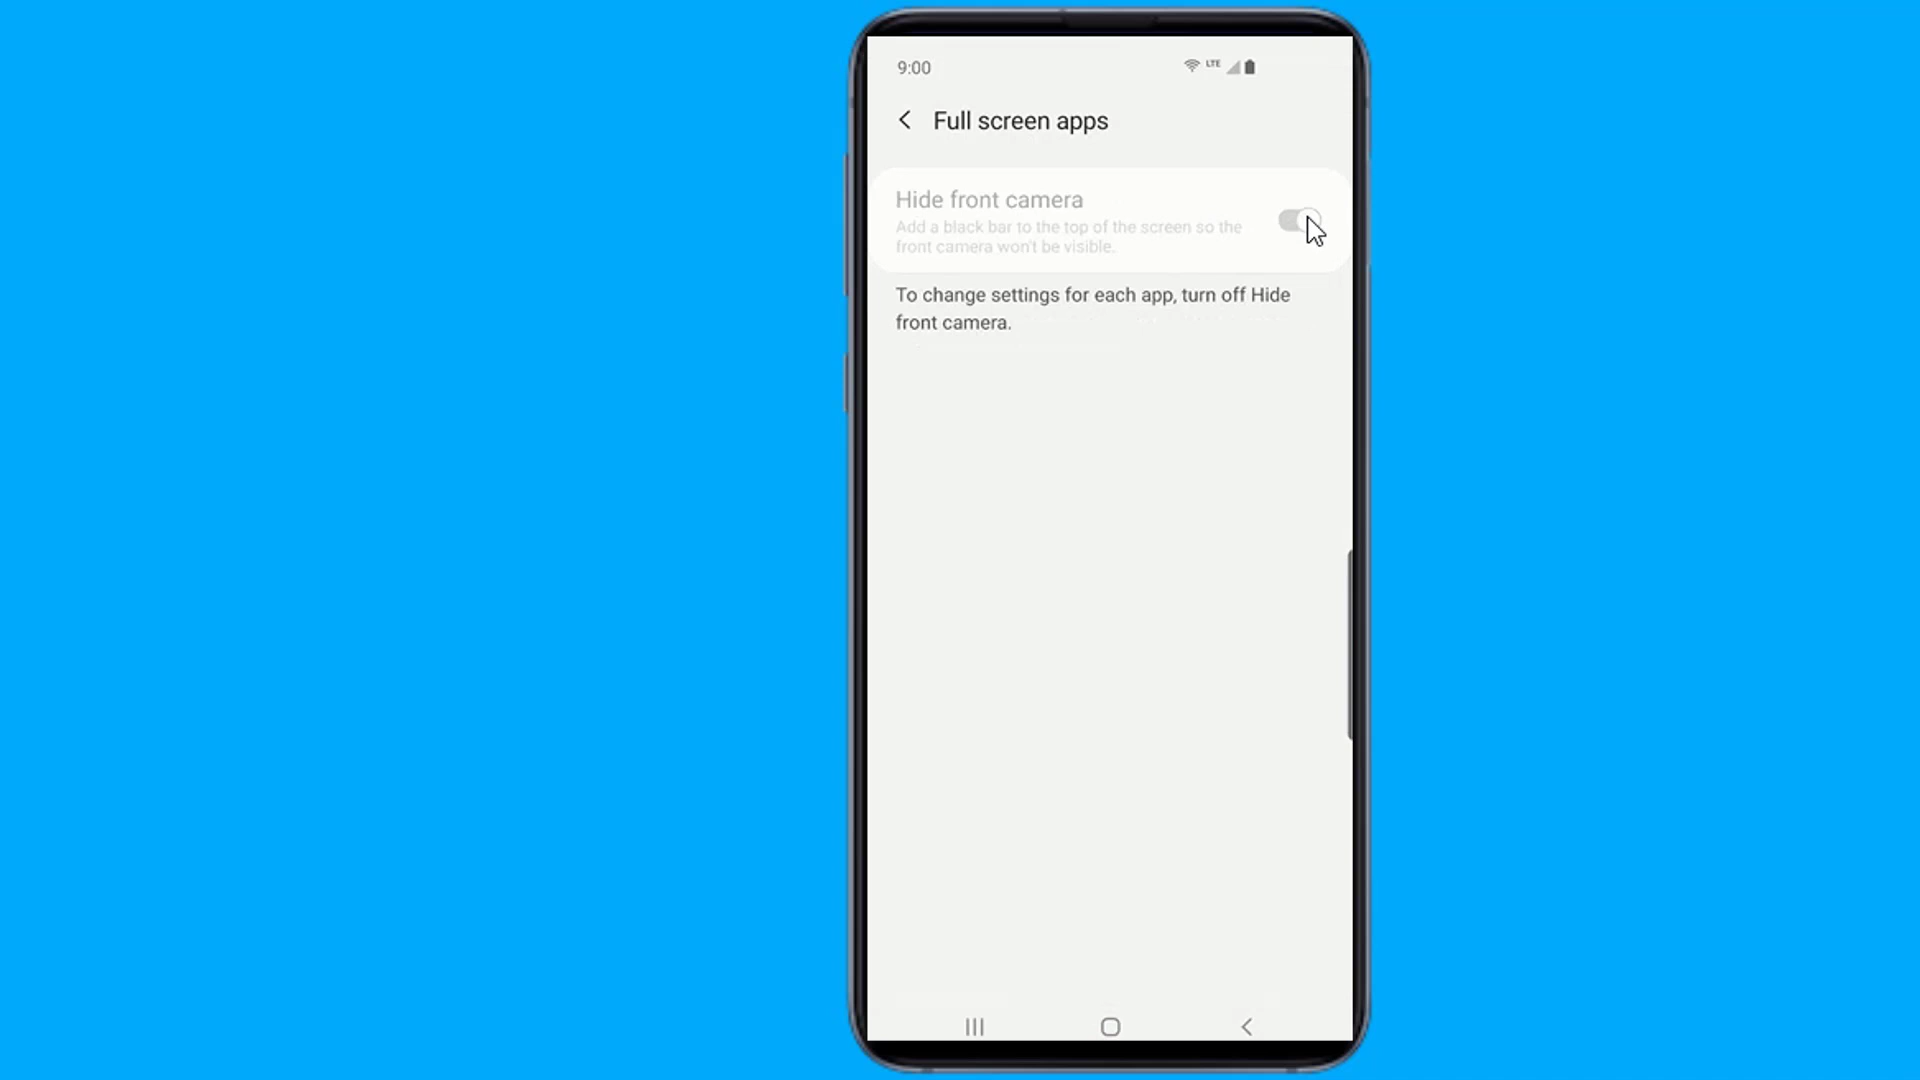 9:00
LTE
Full screen apps
Hide front camera
Add a black bar to the top of the screen so the
front camera won't be visible.
To change settings for each app, turn off Hide
front camera.